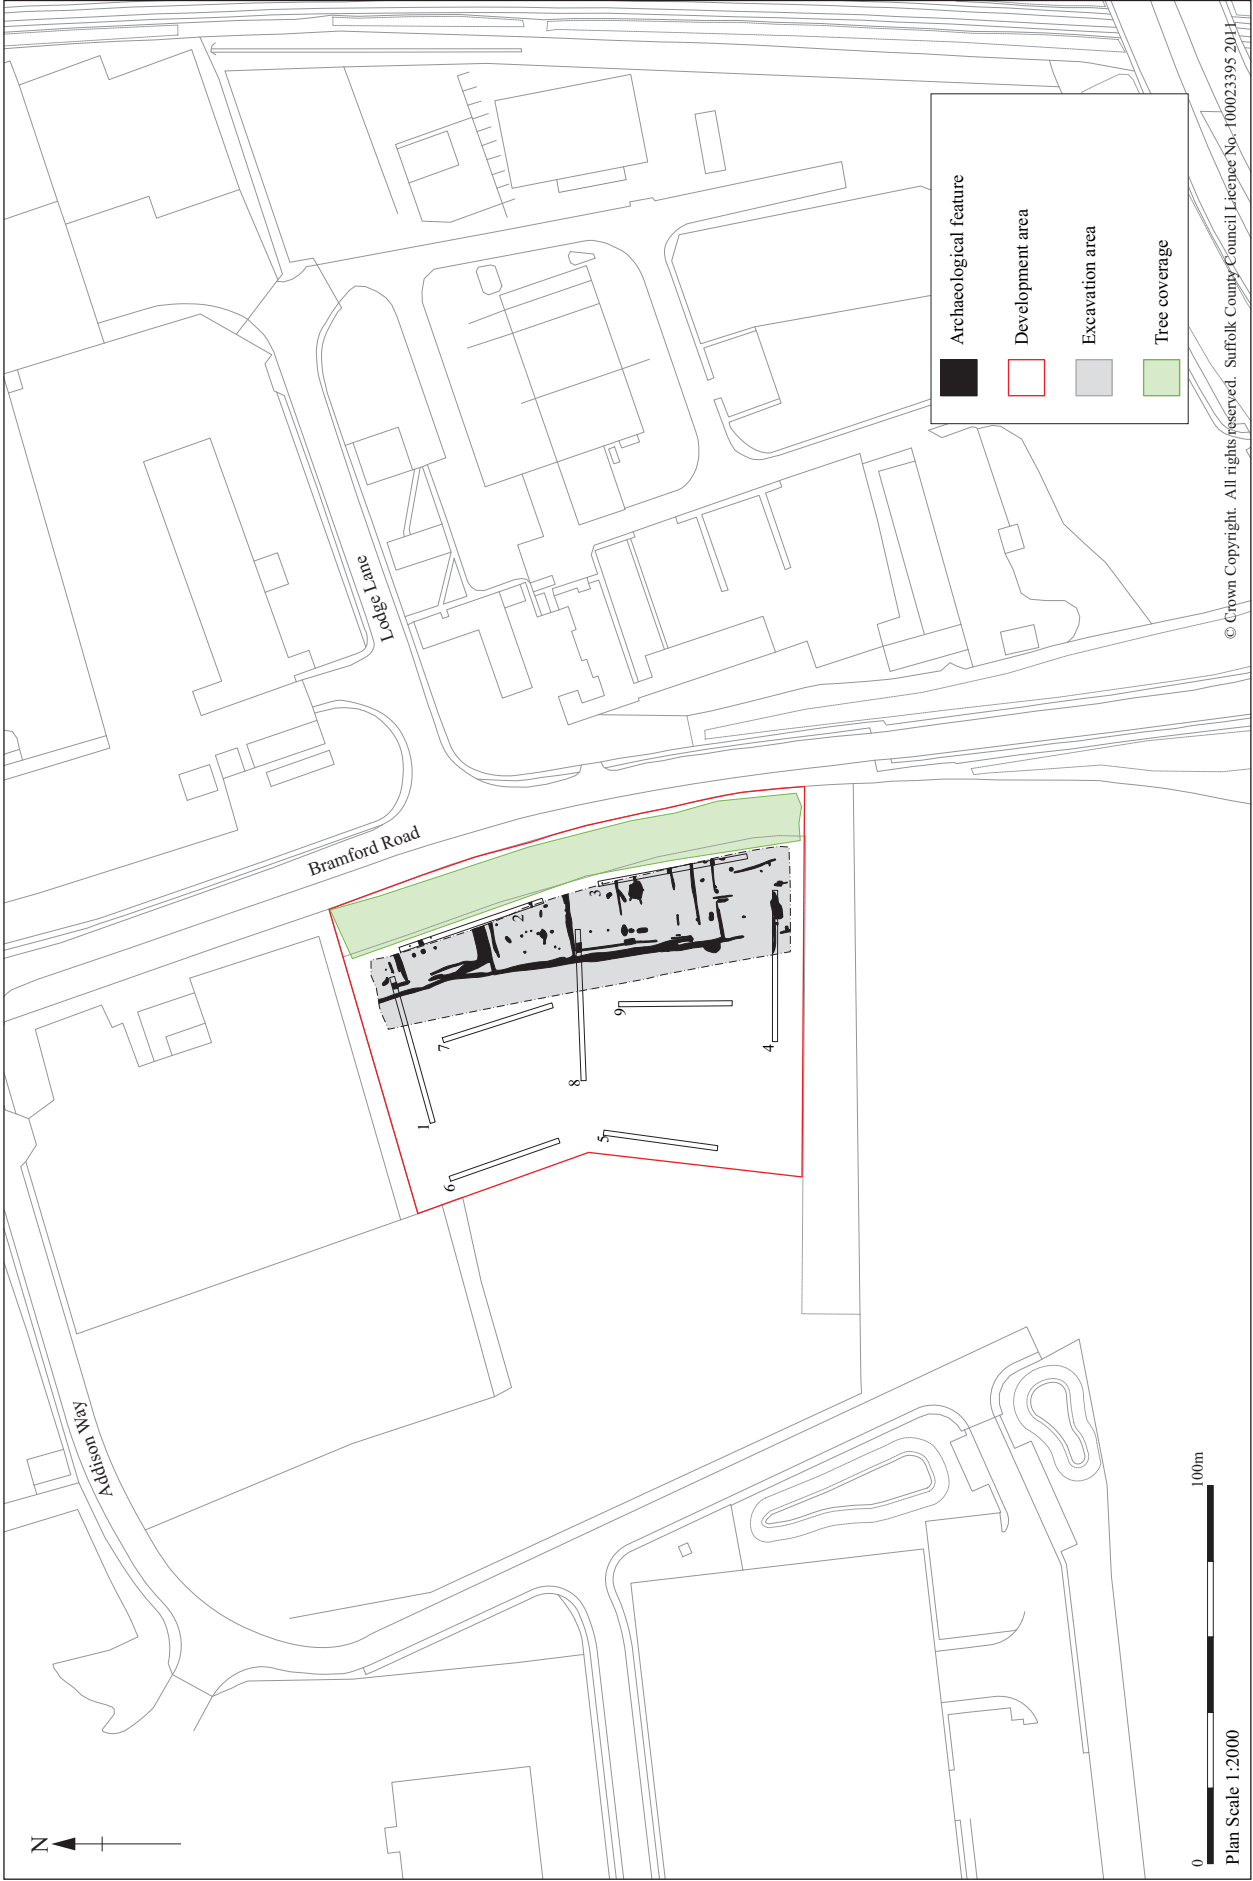 N
Addison Way
Bramford Road
Lodge Lane
1
2
3
4
5
6
7
8
9
Archaeological feature
Development area
Excavation area
Tree coverage
0
100m
Plan Scale 1:2000
© Crown Copyright. All rights reserved. Suffolk County Council Licence No. 100023395 2011